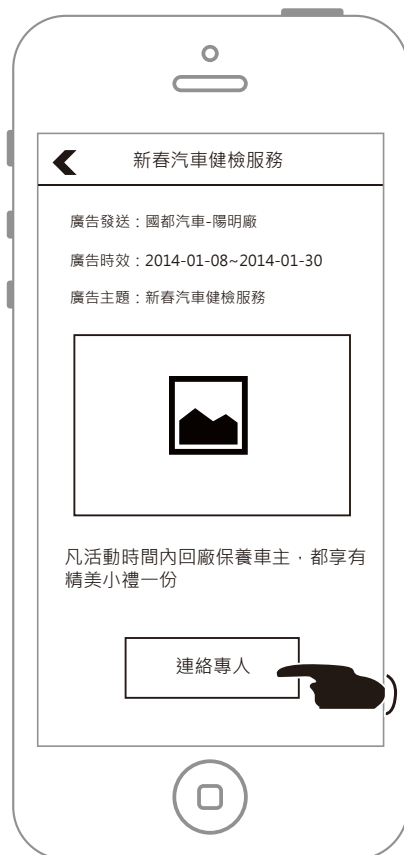 新春汽車健檢服務
廣告發送：國都汽車-陽明廠
廣告時效：2014-01-08~2014-01-30
廣告主題：新春汽車健檢服務
凡活動時間內回廠保養車主，都享有
精美小禮一份
連絡專人